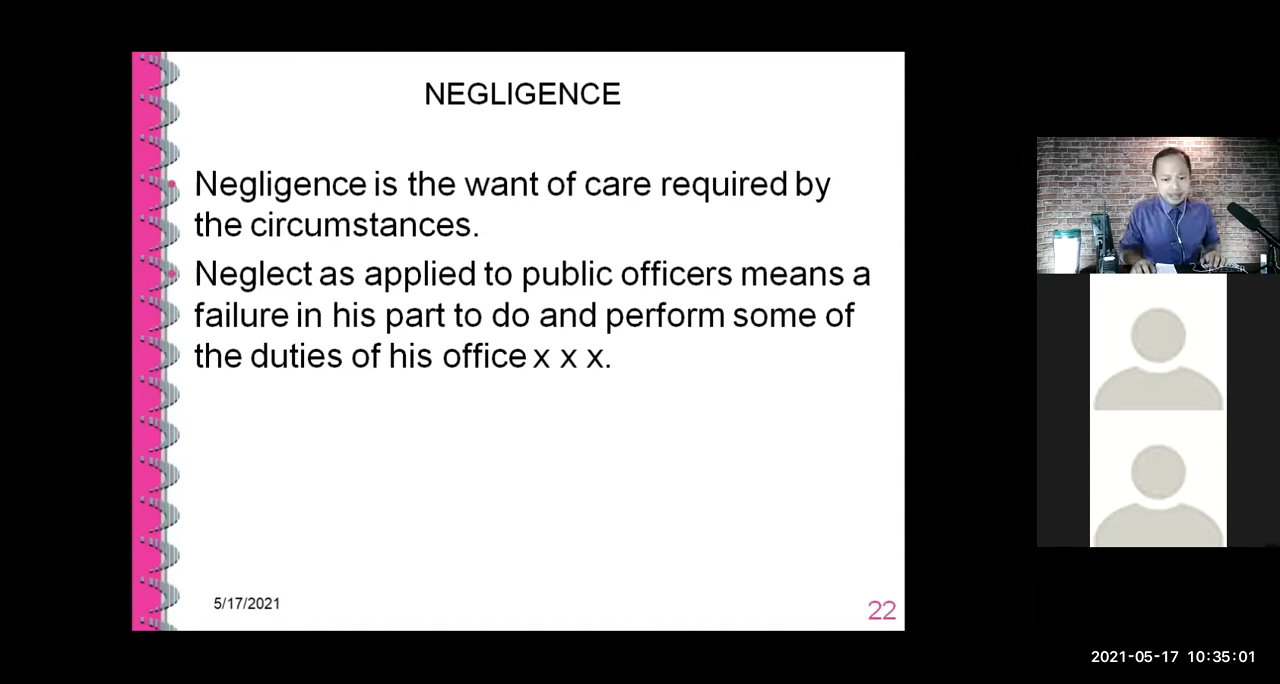 NEGLIGENCE
Negligence is the want of care required by
the circumstances.
Neglect as applied to public officers means a
failure in his part to do and perform some of
the duties of his office x x x.
5/17/2021
22
2021-05-17 10:35:01